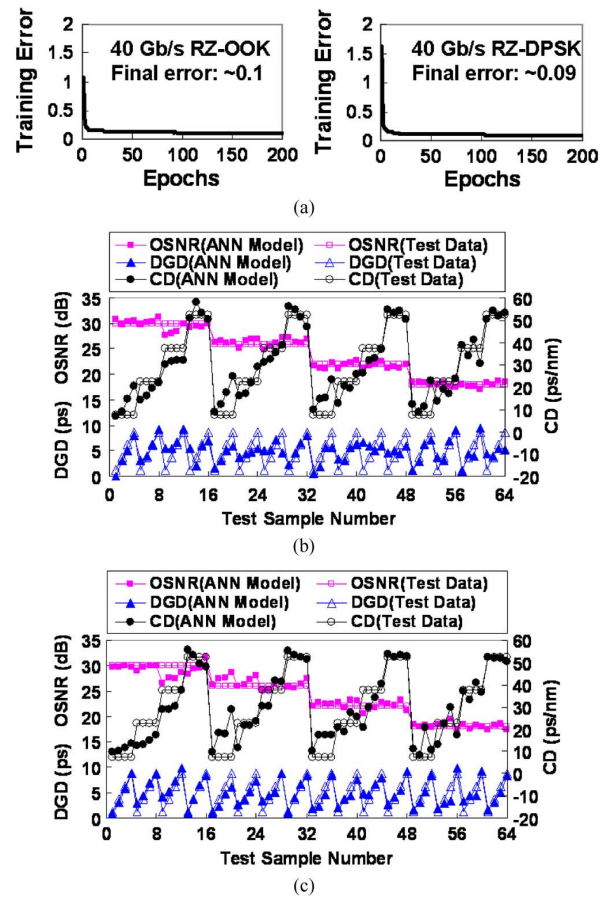 40 Gb/s RZ-OOK
Final error: ~0.1
Training Error
2
1.5
1
0.5
0
0 50 100 150 200
Epochs
40 Gb/s RZ-DPSK
Final error: ~0.09
Training Error
2
1.5
1
0.5
0
0 50 100 150 200
Epochs
(a)
OSNR(ANN Model) OSNR(Test Data)
DGD(ANN Model) DGD(Test Data)
CD(ANN Model) CD(Test Data)
DGD (ps) OSNR (dB)
35
30
25
20
15
10
5
0
60
50
40
30
20
10
0
-10
-20
CD (ps/nm)
0 8 16 24 32 40 48 56 64
Test Sample Number
(b)
OSNR(ANN Model) OSNR(Test Data)
DGD(ANN Model) DGD(Test Data)
CD(ANN Model) CD(Test Data)
DGD (ps) OSNR (dB)
35
30
25
20
15
10
5
0
60
50
40
30
20
10
0
-10
-20
CD (ps/nm)
0 8 16 24 32 40 48 56 64
Test Sample Number
(c)